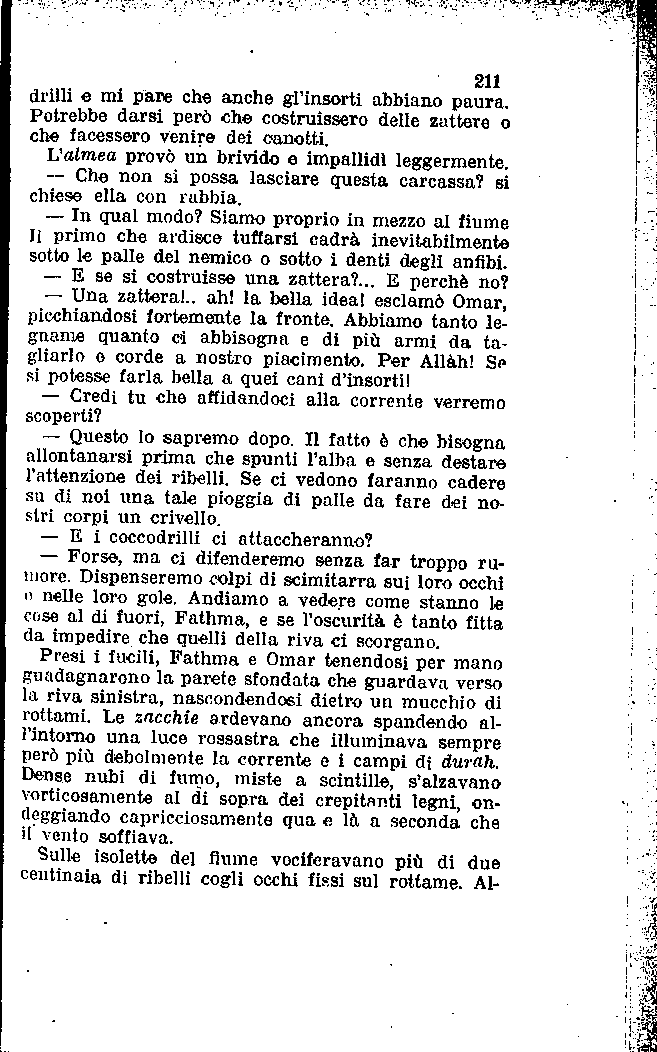 211
drilli e mi pare che anche gl'insorti abbiano paura.
Potrebbe darsi però che costruissero delle zattere o
che facessero venire dei canotti.
L'almea provò un brivido e impallidì leggermente.
— Che non si possa lasciare questa carcassa? si
chiese ella con rabbia.
— In qual modo? Siamo proprio in mezzo al fiume
Il primo che ardisce tuffarsi cadrà inevitabilmente
sotto le palle del nemico o sotto i denti degli anfibi.
— E se si costruisse una zattera?... E perchè no?
— Una zattera!.. ah! la bella idea! esclamò Omar,
picchiandosi fortemente la fronte. Abbiamo tanto le-
gname quanto ci abbisogna e di più armi da ta-
gliarlo e corde a nostro piacimento. Per Allàh! Se
si potesse farla bella a quei cani d'insorti!
— Credi tu che affidandoci alla corrente verremo
scoperti?
— Questo lo sapremo dopo. Il fatto è che bisogna
allontanarsi prima che spunti l'alba e senza destare
l'attenzione dei ribelli. Se ci vedono faranno cadere
su di noi una tale pioggia di palle da fare dei no-
stri corpi un crivello.
— E i coccodrilli ci attaccheranno?
— Forse, ma ci difenderemo senza far troppo ru-
more. Dispenseremo colpi di scimitarra sui loro occhi
o nelle loro gole. Andiamo a vedere come stanno le
cose al di fuori, Fathma, e se l'oscurità è tanto fitta
da impedire che quelli della riva ci scorgano.
Presi i fucili, Fathma e Omar tenendosi per mano
guadagnarono la parete sfondata che guardava verso
la riva sinistra, nascondendosi dietro un mucchio di
rottami. Le zacchie ardevano ancora spandendo al-
l'intorno una luce rossastra che illuminava sempre
però più debolmente la corrente e i campi di durah.
Dense nubi di fumo, miste a scintille, s'alzavano
vorticosamente al di sopra dei crepitanti legni, on-
deggiando capricciosamente qua e là a seconda che
il vento soffiava.
Sulle isolette del fiume vociferavano più di due
centinaia di ribelli cogli occhi fissi sul rottame. Al-